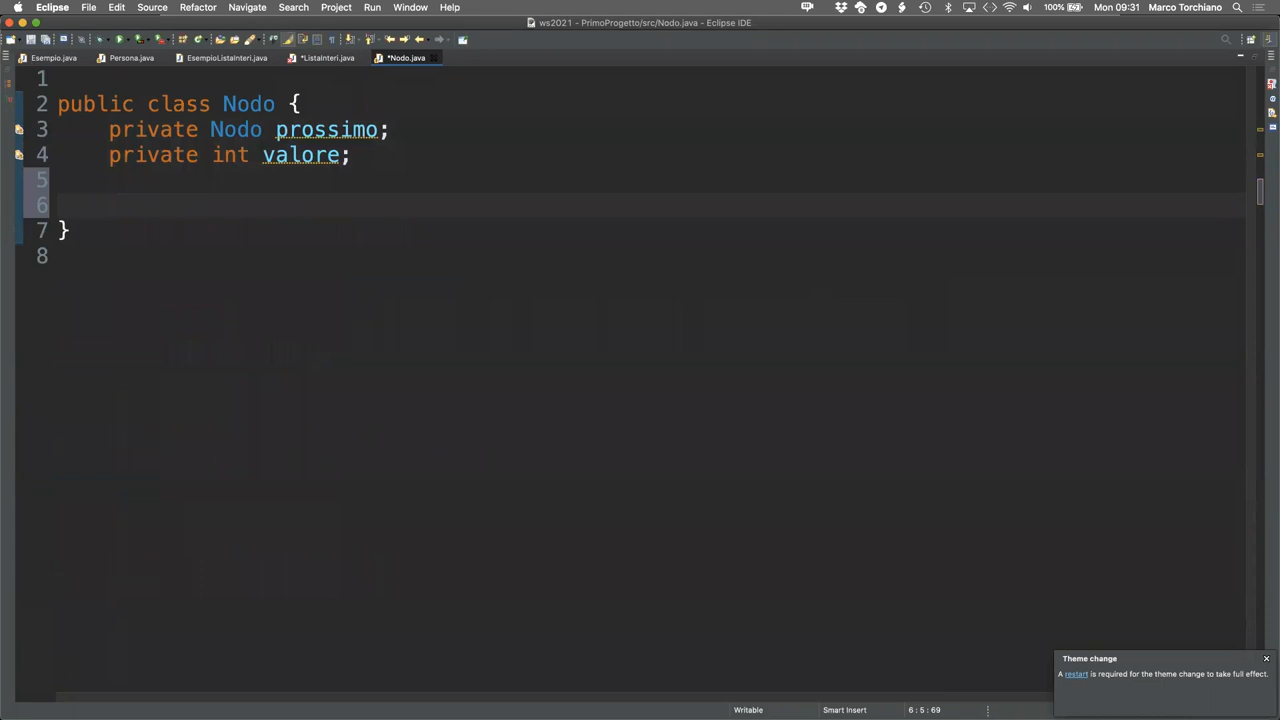 Eclipse File Edit Source Refactor Navigate Search Project Run Window Help 100% Mon 09:31 Marco Torchiano
ws2021 - PrimoProgetto/src/Nodo.java - Eclipse IDE
Esempio.java Persona.java EsempioListaInteri.java *ListaInteri.java *Nodo.java
1
2 public class Nodo {
3 private Nodo prossimo;
4 private int valore;
5
6
7 }
8
Theme change
A restart is required for the theme change to take full effect.
Writable Smart Insert 6 : 5 : 69